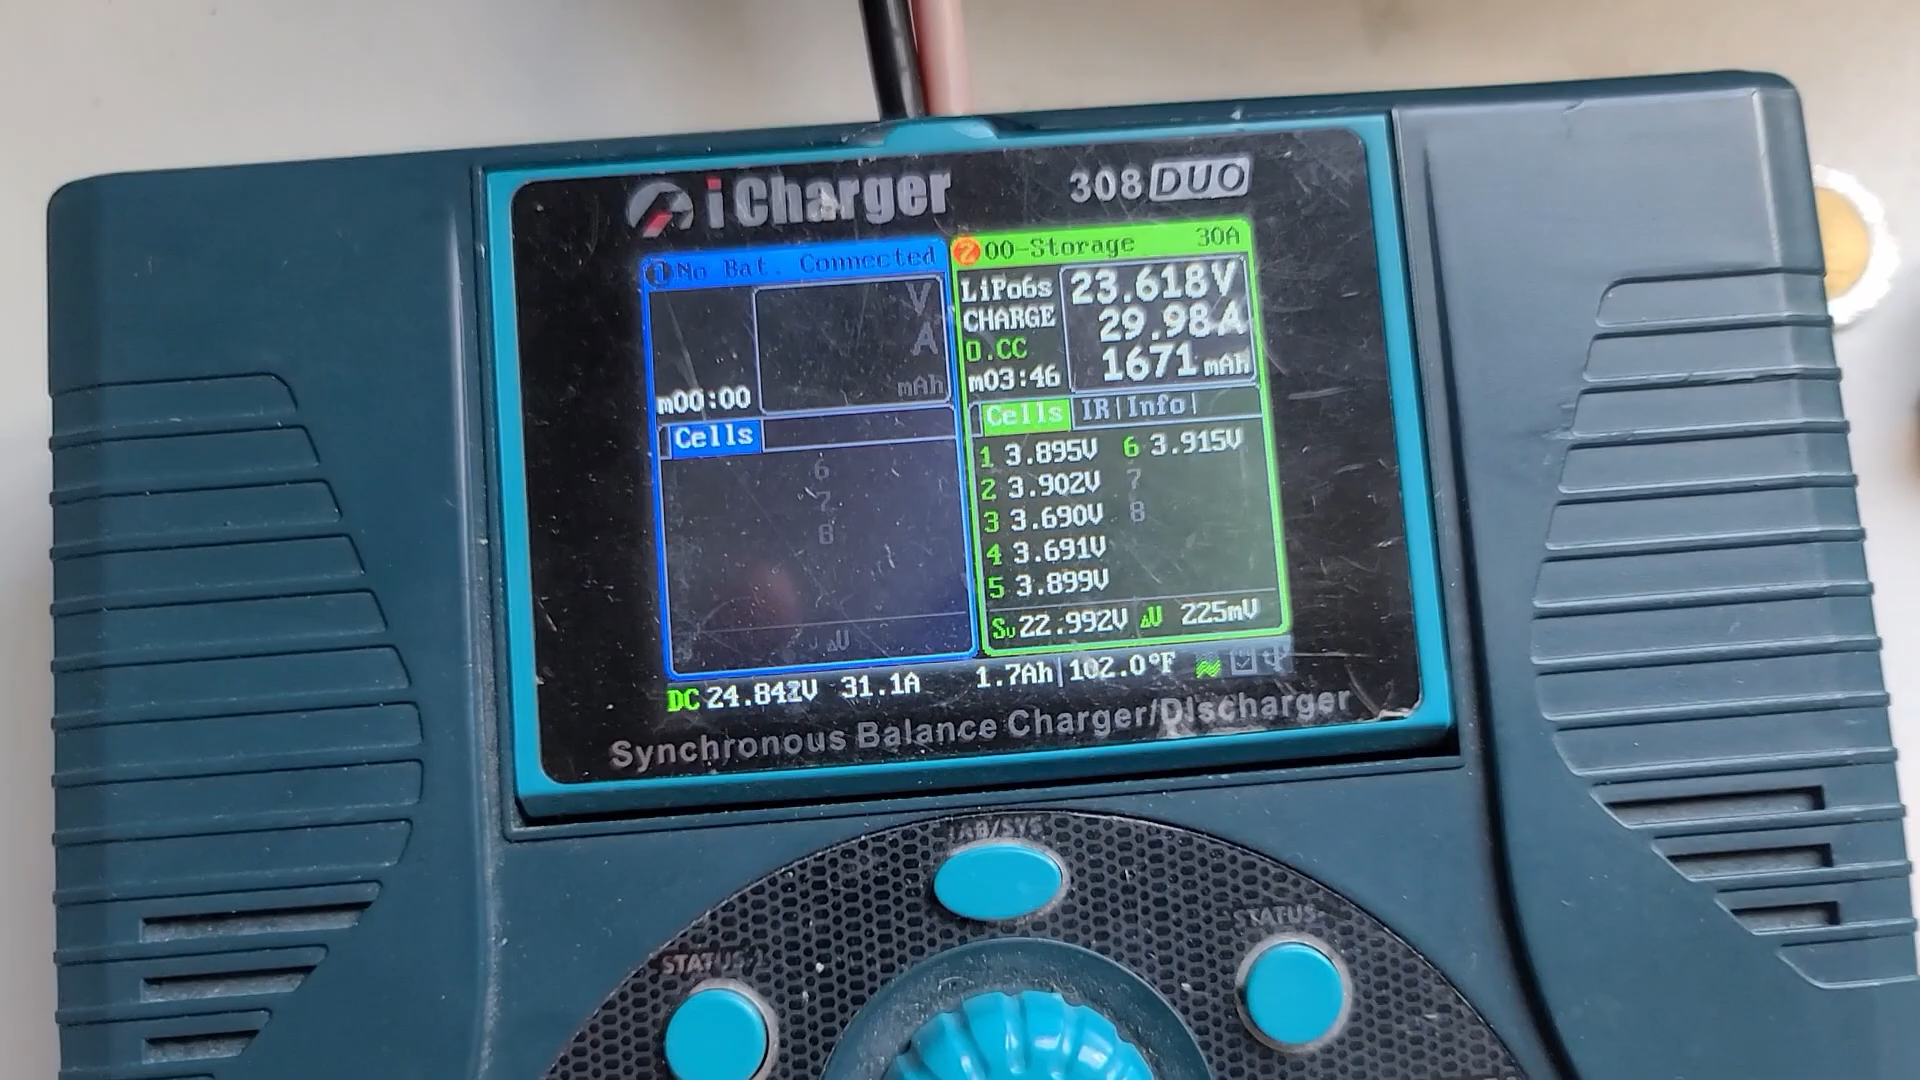 iCharger 308 DUO
1 No Bat. Connected
V
A
mAh
m00:00
Cells
6
7
8
ΔU
2 00-Storage 30A
LiPo6s
CHARGE
0.CC
m03:46
23.618V
29.98A
1671 mAh
Cells IR|Info|
1 3.895V 6 3.915V
2 3.902V 7
3 3.690V 8
4 3.691V
5 3.899V
Su 22.992V ΔU 225mV
DC 24.842V 31.1A 1.7Ah|102.0°F
Synchronous Balance Charger/Discharger
TAB/SYS
STATUS
STATUS